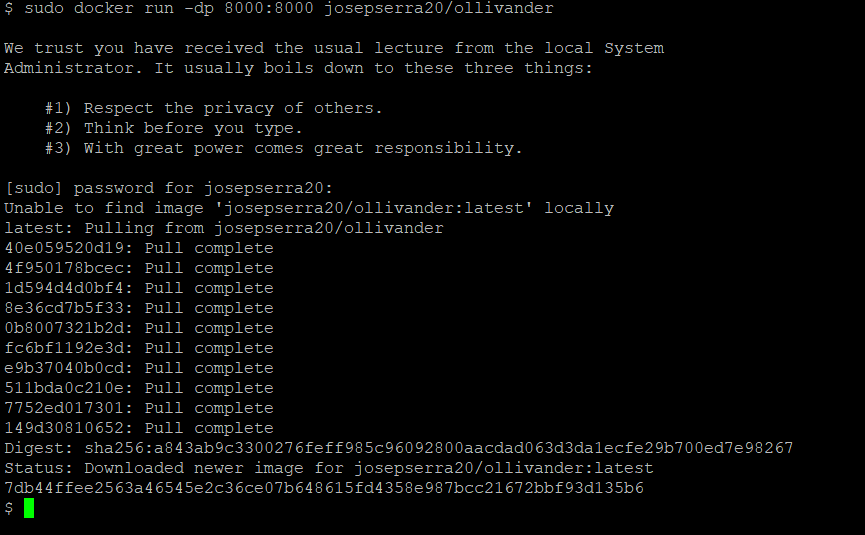 $ sudo docker run -dp 8000:8000 josepserra20/ollivander
We trust you have received the usual lecture from the local System
Administrator. It usually boils down to these three things:
#1) Respect the privacy of others.
#2) Think before you type.
#3) With great power comes great responsibility.
[sudo] password for josepserra20:
Unable to find image 'josepserra20/ollivander:latest' locally
latest: Pulling from josepserra20/ollivander
40e059520d19: Pull complete
4f950178bcec: Pull complete
1d594d4d0bf4: Pull complete
8e36cd7b5f33: Pull complete
0b8007321b2d: Pull complete
fc6bf1192e3d: Pull complete
e9b37040b0cd: Pull complete
511bda0c210e: Pull complete
7752ed017301: Pull complete
149d30810652: Pull complete
Digest: sha256:a843ab9c3300276feff985c96092800aacdad063d3da1ecfe29b700ed7e98267
Status: Downloaded newer image for josepserra20/ollivander:latest
7db44ffee2563a46545e2c36ce07b648615fd4358e987bcc21672bbf93d135b6
$